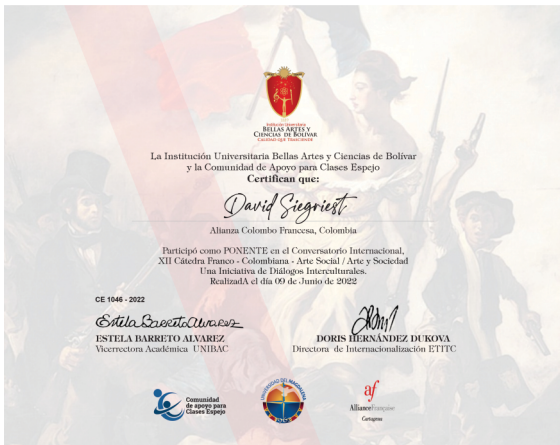 Institución Universitaria
BELLAS ARTES Y
CIENCIAS DE BOLÍVAR
CALIDAD QUE TRASCIENDE
La Institución Universitaria Bellas Artes y Ciencias de Bolívar
y la Comunidad de Apoyo para Clases Espejo
Certifican que:
David Siegriest
Alianza Colombo Francesa, Colombia
Participó como PONENTE en el Conversatorio Internacional,
XII Cátedra Franco - Colombiana - Arte Social / Arte y Sociedad
Una Iniciativa de Diálogos Interculturales.
RealizadA el día 09 de Junio de 2022
CE 1046 - 2022
Estela Barreto Alvarez
ESTELA BARRETO ALVAREZ
Vicerrectora Académica UNIBAC
DORIS HERNÁNDEZ DUKOVA
Directora de Internacionalización ETITC
Comunidad
de apoyo para
Clases Espejo
UNIVERSIDAD DEL MAGDALENA
af
AllianceFrançaise
Cartagena